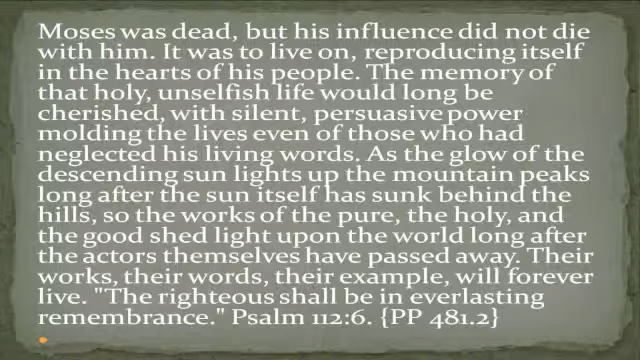 Moses was dead, but his influence did not die
with him. It was to live on, reproducing itself
in the hearts of his people. The memory of
that holy, unselfish life would long be
cherished, with silent, persuasive power
molding the lives even of those who had
neglected his living words. As the glow of the
descending sun lights up the mountain peaks
long after the sun itself has sunk behind the
hills, so the works of the pure, the holy, and
the good shed light upon the world long after
the actors themselves have passed away. Their
works, their words, their example, will forever
live. "The righteous shall be in everlasting
remembrance." Psalm 112:6. {PP 481.2}